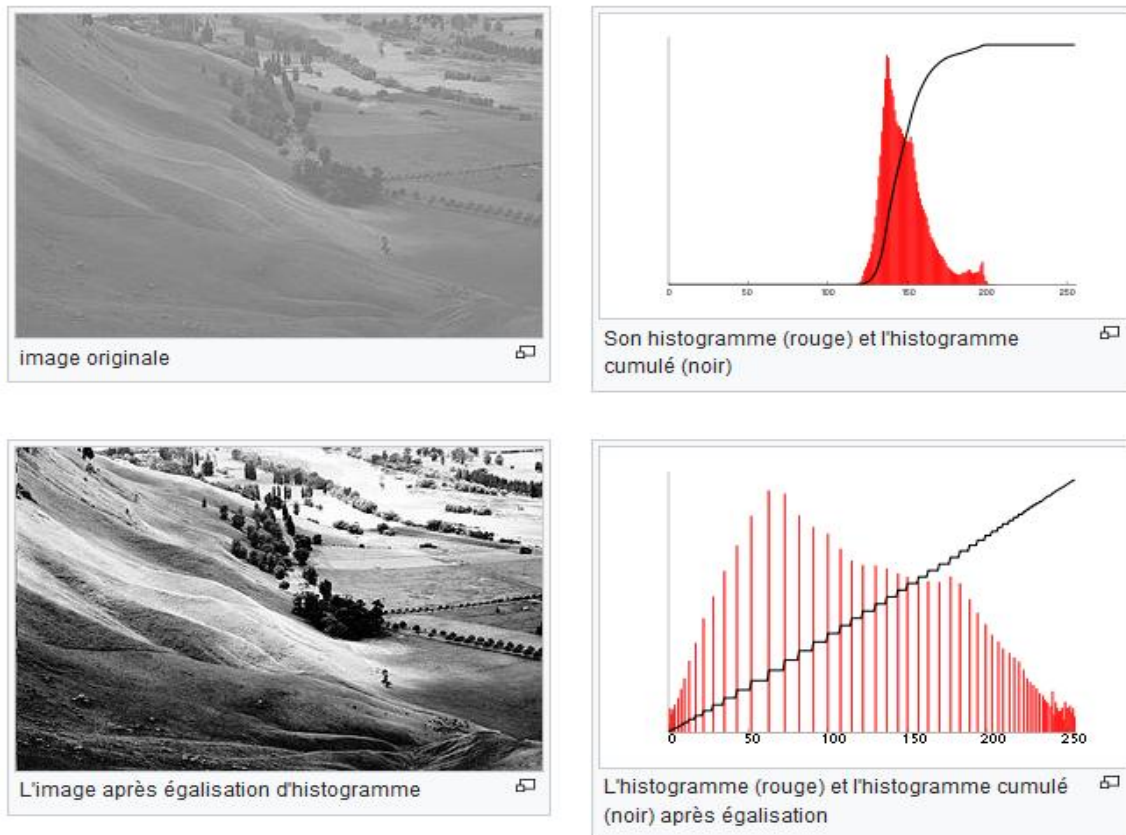 image originale
0 50 100 150 200 250
Son histogramme (rouge) et l'histogramme
cumulé (noir)
L'image après égalisation d'histogramme
0 50 100 150 200 250
L'histogramme (rouge) et l'histogramme cumulé
(noir) après égalisation